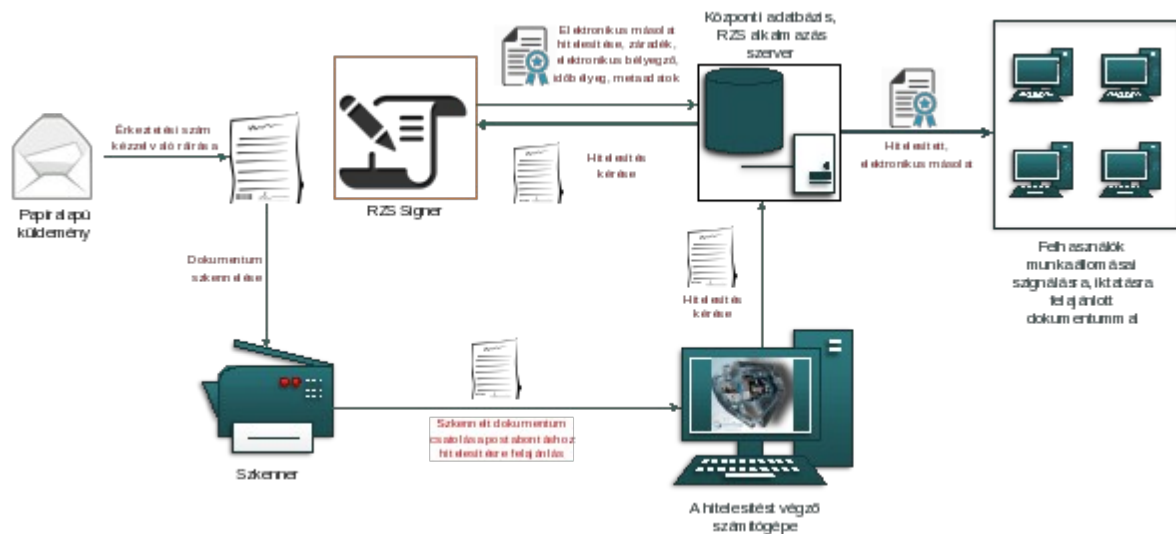 Elektronikus másolat
hitelesítése, záradék,
elektronikus bélyegző,
időbélyeg, metaadatok
Központi adatbázis,
RZS alkalmazás
szerver
Érkeztetési szám
kézzel való ráírása
Hitelesítés
kérése
Hitelesített,
elektronikus másolat
Papíralapú
küldemény
RZS Signer
Dokumentum
szkennelése
Felhasználók
munkaállomásai
szignálásra, iktatásra
felajánlott
dokumentummal
Hitelesítés
kérése
Szkennelt dokumentum
csatolása postabontáshoz
hitelesítésre felajánlás
Szkenner
A hitelesítést végző
számítógépe